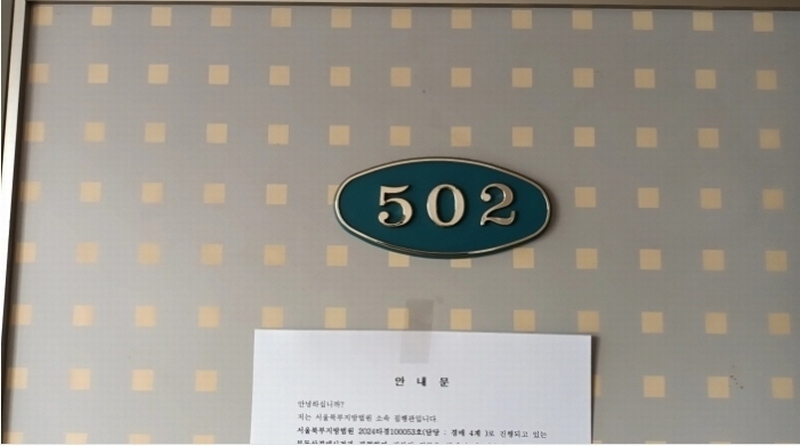 502
안 내 문
안녕하십니까?
저는 서울북부지방법원 소속 집행관입니다.
서울북부지방법원 2024타경100053호(담당 : 경매 4계 )로 진행되고 있는